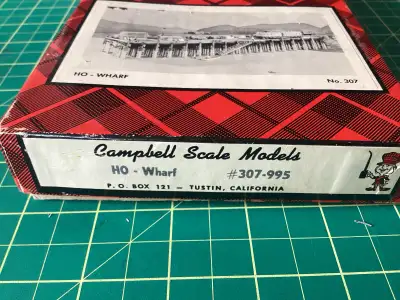 HO - WHARF No. 307
Campbell Scale Models
HO - Wharf #307-995
P. O. BOX 121 - TUSTIN, CALIFORNIA